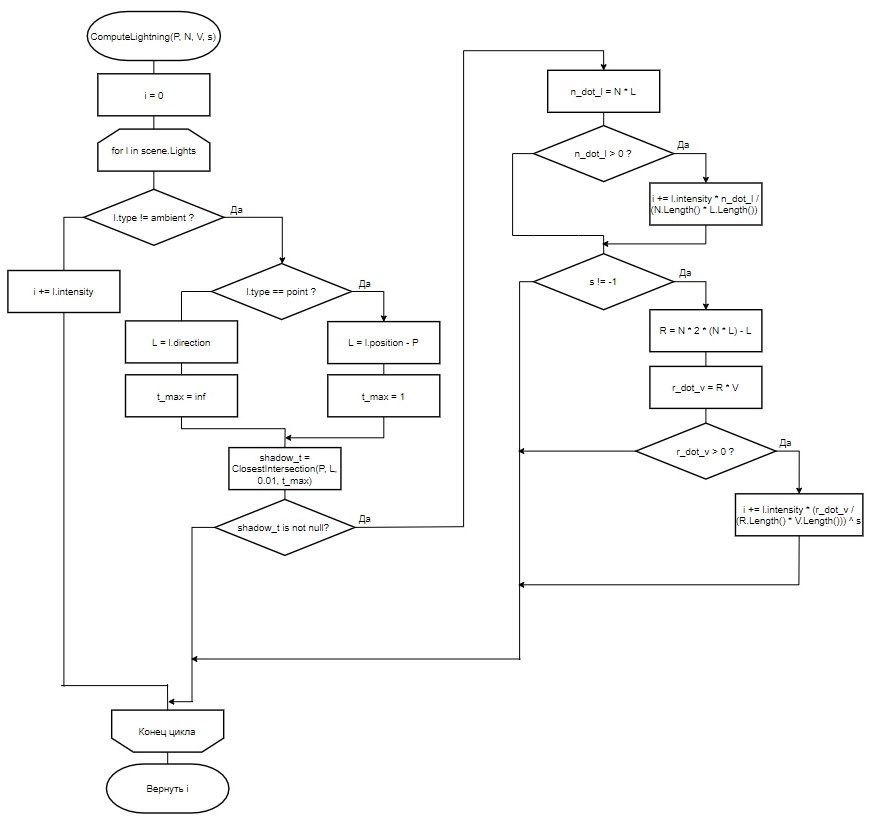 ComputeLightning(P, N, V, s)
i = 0
for l in scene.Lights
l.type != ambient ?
Да
i += l.intensity
l.type == point ?
Да
L = l.direction
L = l.position - P
t_max = inf
t_max = 1
shadow_t =
ClosestIntersection(P, L,
0.01, t_max)
shadow_t is not null?
Да
n_dot_l = N * L
n_dot_l > 0 ?
Да
i += l.intensity * n_dot_l /
(N.Length() * L.Length())
s != -1
Да
R = N * 2 * (N * L) - L
r_dot_v = R * V
r_dot_v > 0 ?
Да
i += l.intensity * (r_dot_v /
(R.Length() * V.Length())) ^ s
Конец цикла
Вернуть i